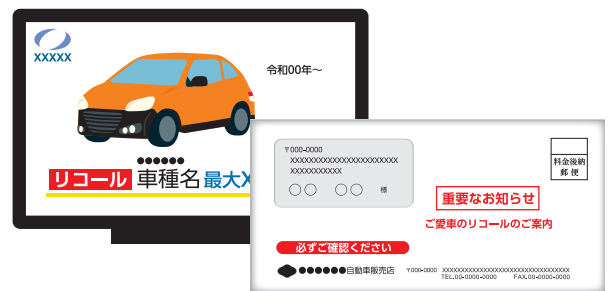 XXXXX
令和00年～
●●●●●●
リコール 車種名 最大X
〒000-0000
XXXXXXXXXXXXXXXXXXXXXX
XXXXXXXXXXX
○○ ○○ 様
料金後納
郵便
重要なお知らせ
ご愛車のリコールのご案内
必ずご確認ください
●●●●●●自動車販売店 〒000-0000 XXXXXXXXXXXXXXXXXXXXXXXXXXXXXX
TEL.00-0000-0000 FAX.00-0000-0000